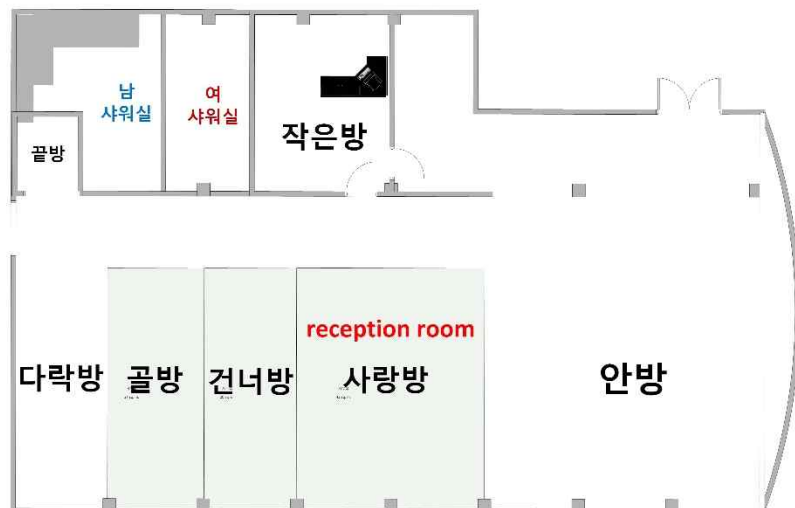 남
샤워실
여
샤워실
작은방
끝방
reception room
다락방
골방
건너방
사랑방
안방